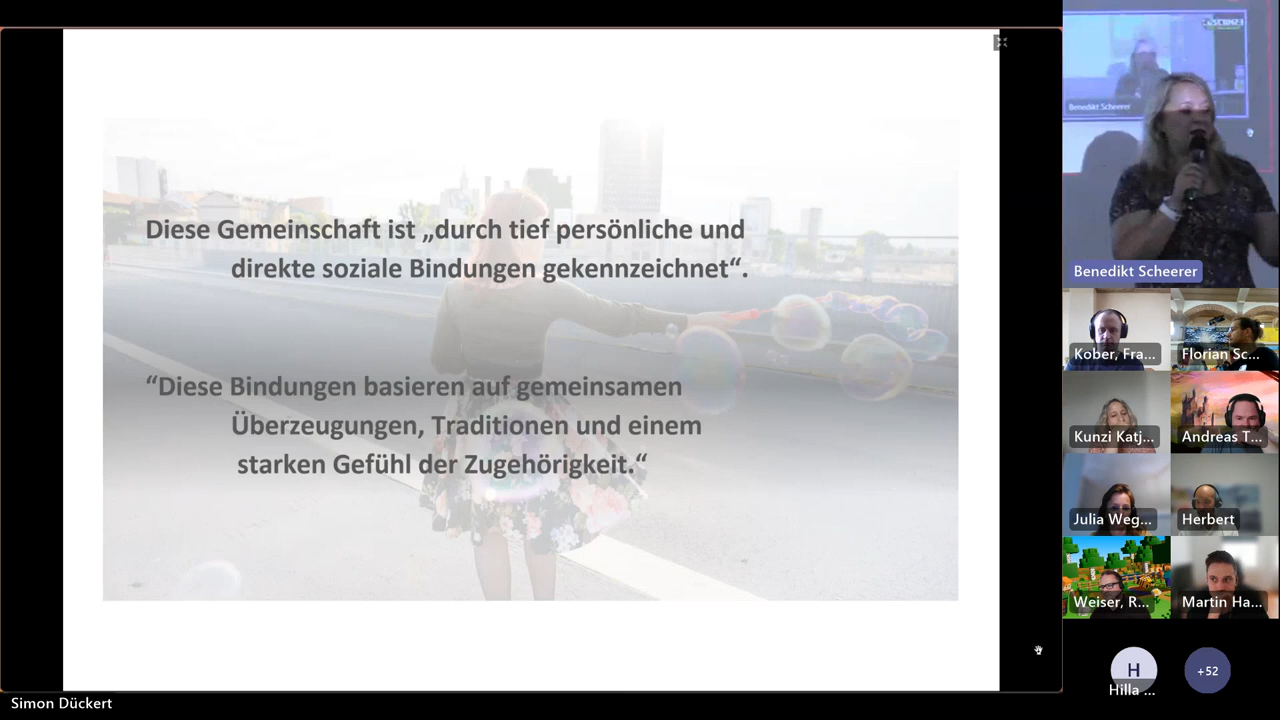 Diese Gemeinschaft ist „durch tief persönliche und
direkte soziale Bindungen gekennzeichnet“.
“Diese Bindungen basieren auf gemeinsamen
Überzeugungen, Traditionen und einem
starken Gefühl der Zugehörigkeit.“
Simon Dückert
Benedikt Scheerer
Benedikt Scheerer
Kober, Fra...
Florian Sc...
Kunzi Katj...
Andreas T...
Julia Weg...
Herbert
Weiser, R...
Martin Ha...
H
Hilla ...
+52